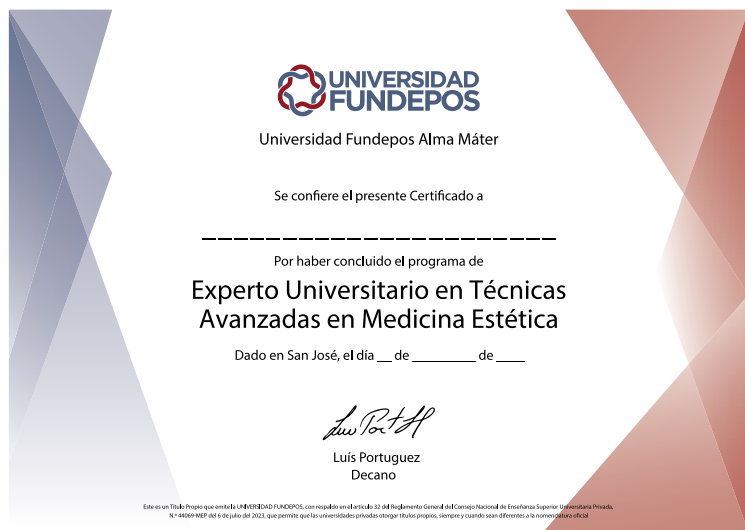 UNIVERSIDAD
FUNDEPOS
Universidad Fundepos Alma Máter
Se confiere el presente Certificado a
_______________________
Por haber concluido el programa de
Experto Universitario en Técnicas
Avanzadas en Medicina Estética
Dado en San José, el día __ de ________ de ____
Luís Portuguez
Decano
Este es un Título Propio que emite la UNIVERSIDAD FUNDEPOS, con respaldo en el artículo 32 del Reglamento General del Consejo Nacional de Enseñanza Superior Universitaria Privada,
N.º 44069-MEP del 6 de julio del 2023, que permite que las universidades privadas otorgar títulos propios, siempre y cuando sean diferentes a la nomenclatura oficial